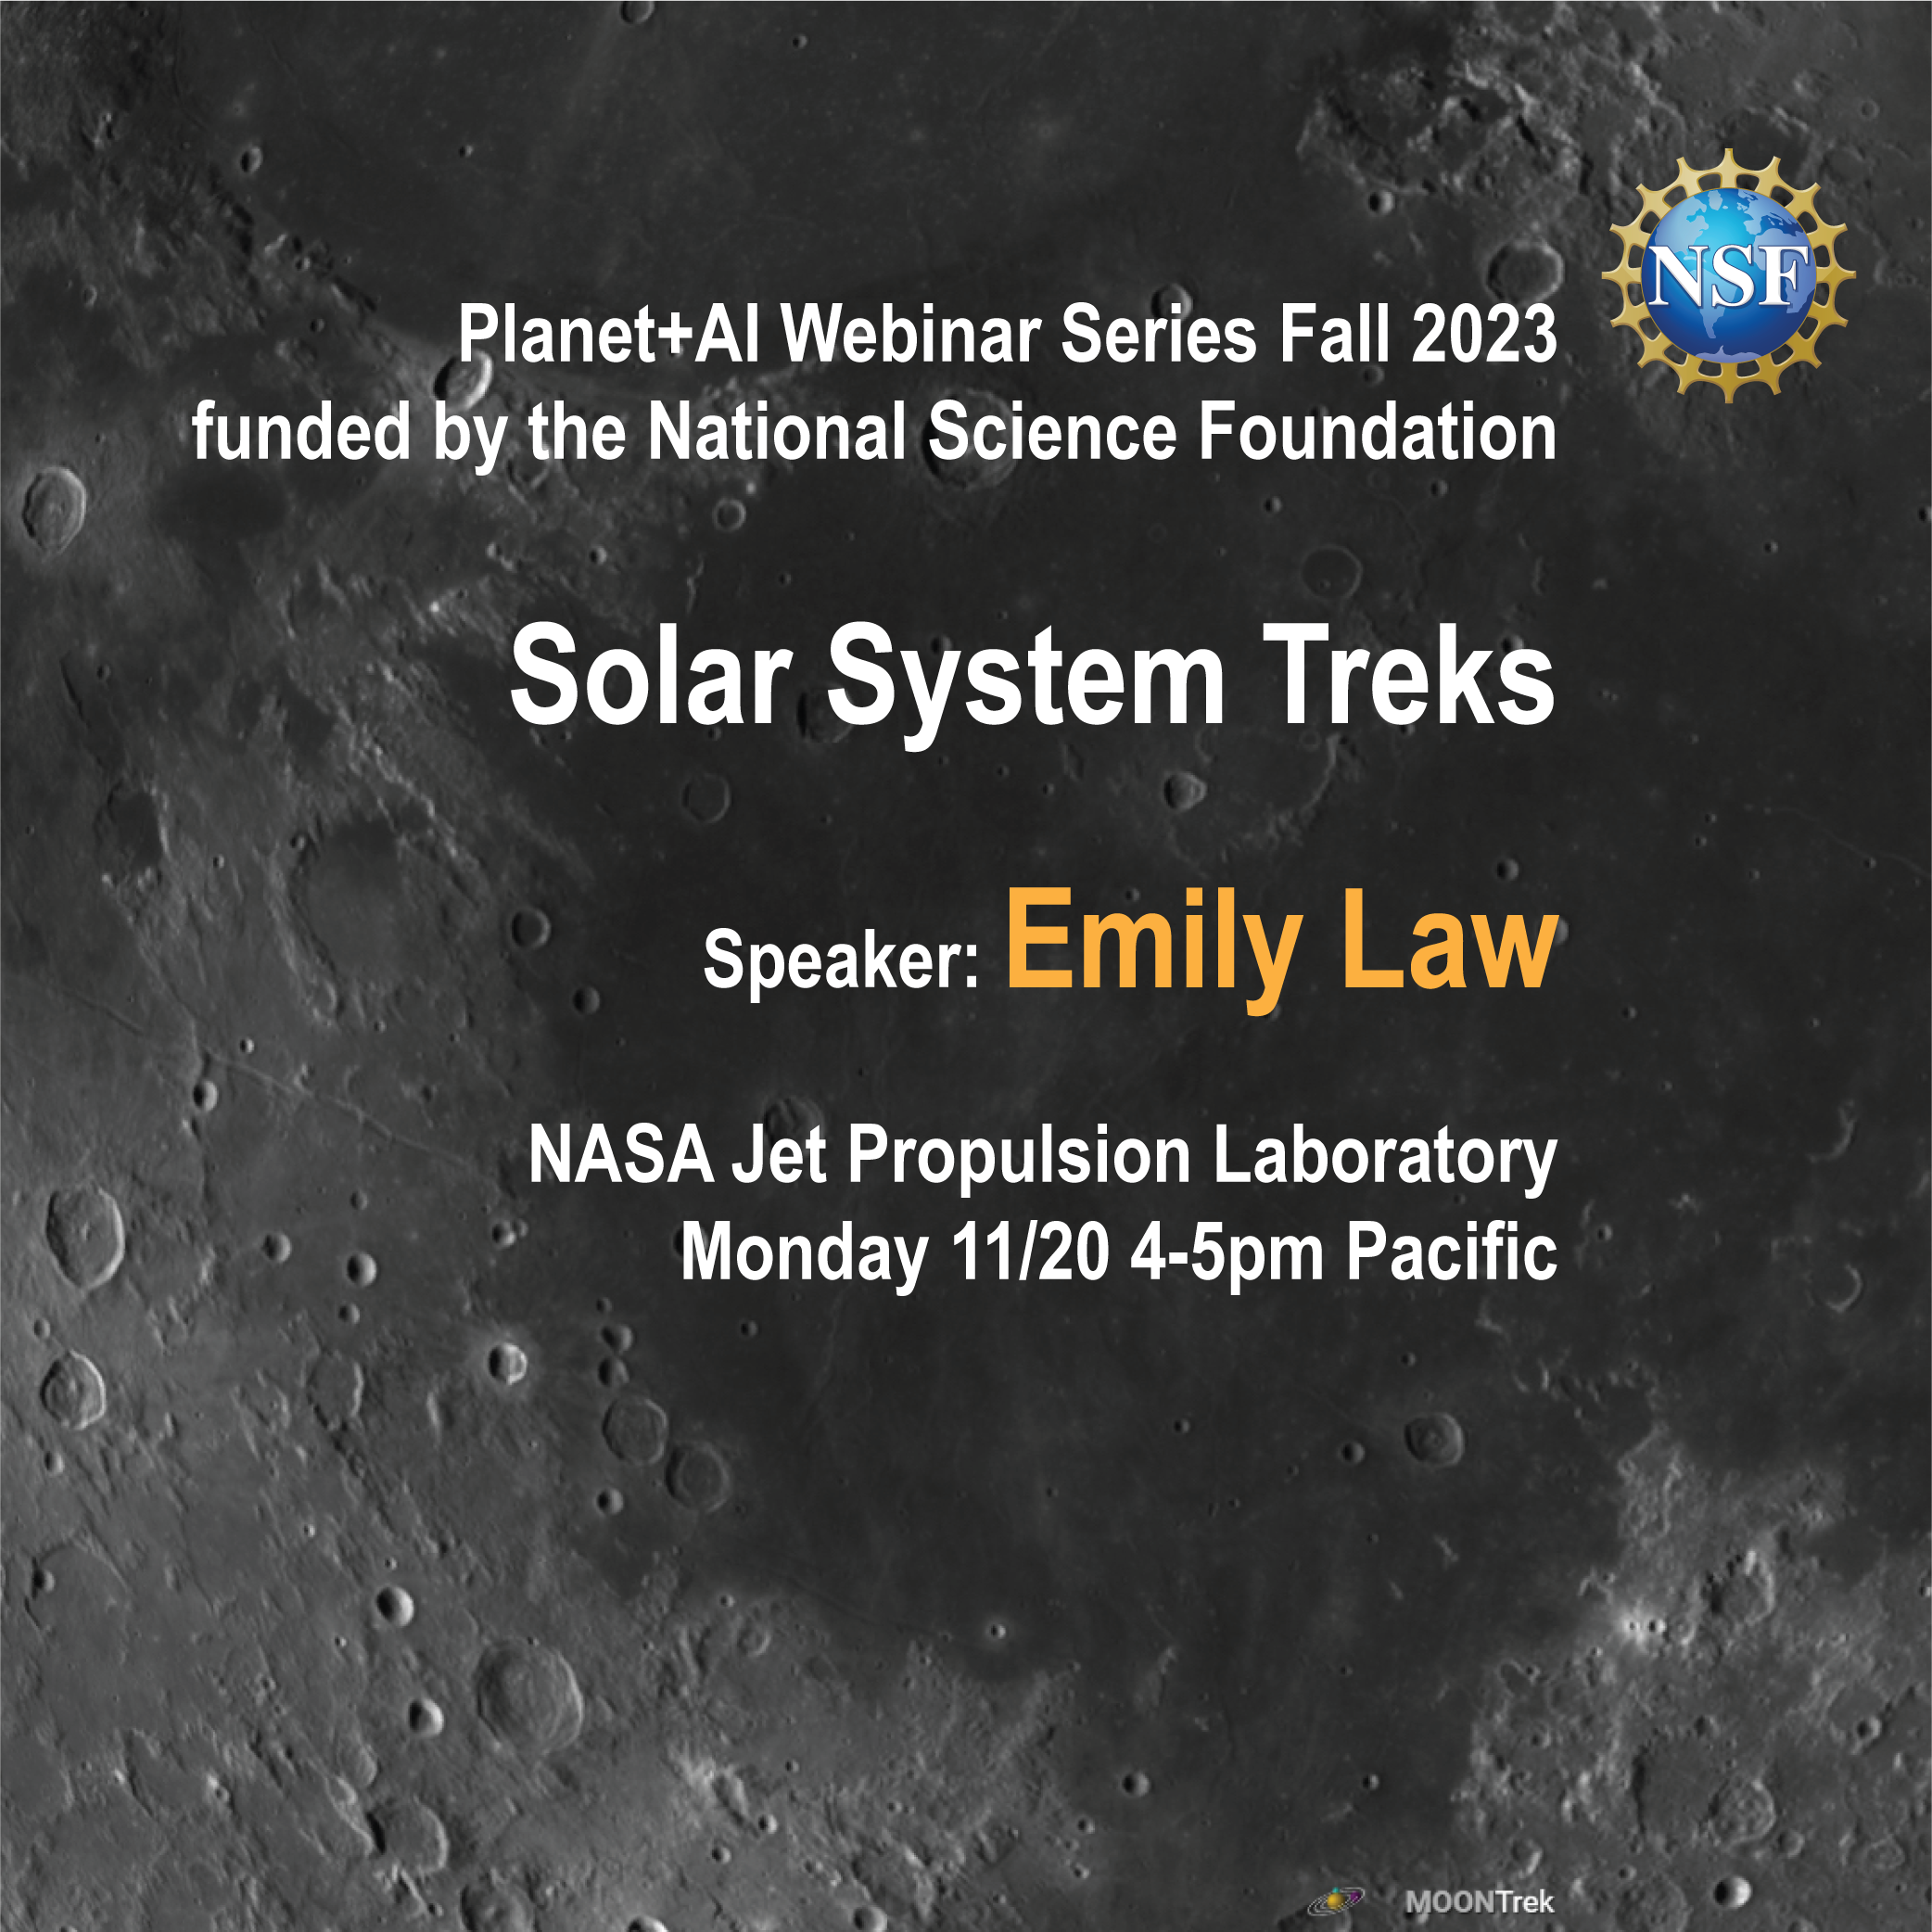 NSF
Planet+AI Webinar Series Fall 2023
funded by the National Science Foundation
Solar System Treks
Speaker: Emily Law
NASA Jet Propulsion Laboratory
Monday 11/20 4-5pm Pacific
MOONTrek